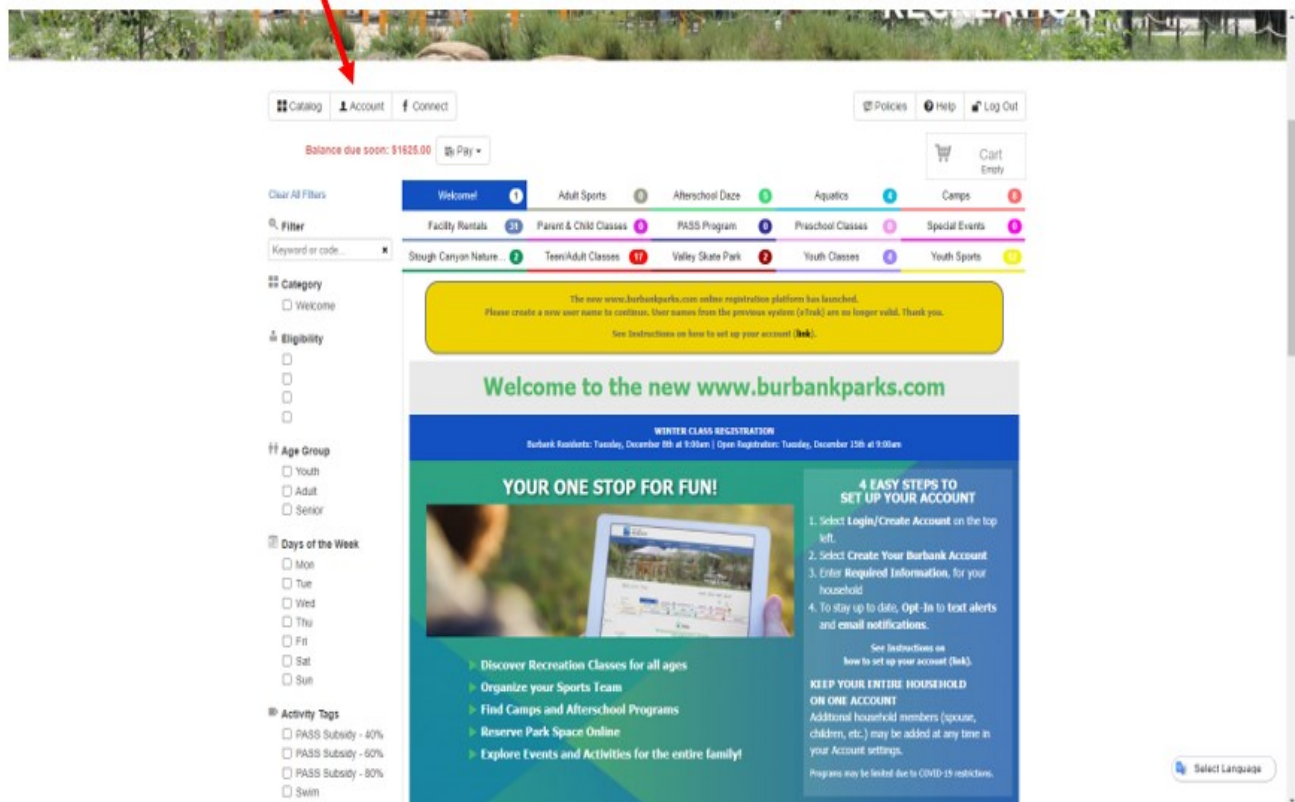 RECREATION
Catalog Account Connect
Policies Help Log Out
Balance due soon: $1625.00 Pay
Cart
Empty
Clear All Filters
Welcome! 1 Adult Sports 0 Afterschool Daze 5 Aquatics 4 Camps 8
Filter
Facility Rentals 31 Parent & Child Classes 0 PASS Program 0 Preschool Classes 0 Special Events 0
Keyword or code...
Stough Canyon Nature... 2 Teen/Adult Classes 17 Valley Skate Park 2 Youth Classes 4 Youth Sports
Category
Welcome
Eligibility
Age Group
Youth
Adult
Senior
Days of the Week
Mon
Tue
Wed
Thu
Fri
Sat
Sun
Activity Tags
PASS Subsidy - 40%
PASS Subsidy - 60%
PASS Subsidy - 80%
Swim
The new www.burbankparks.com online registration platform has launched.
Please create a new user name to continue. User names from the previous system (eTrak) are no longer valid. Thank you.
See Instructions on how to set up your account (link).
Welcome to the new www.burbankparks.com
WINTER CLASS REGISTRATION
Burbank Residents: Tuesday, December 8th at 9:00am | Open Registration: Tuesday, December 15th at 9:00am
YOUR ONE STOP FOR FUN!
Discover Recreation Classes for all ages
Organize your Sports Team
Find Camps and Afterschool Programs
Reserve Park Space Online
Explore Events and Activities for the entire family!
4 EASY STEPS TO
SET UP YOUR ACCOUNT
1. Select Login/Create Account on the top
left.
2. Select Create Your Burbank Account
3. Enter Required Information, for your
household
4. To stay up to date, Opt-In to text alerts
and email notifications.
See Instructions on
how to set up your account (link).
KEEP YOUR ENTIRE HOUSEHOLD
ON ONE ACCOUNT
Additional household members (spouse,
children, etc.) may be added at any time in
your Account settings.
Programs may be limited due to COVID-19 restrictions.
Select Language